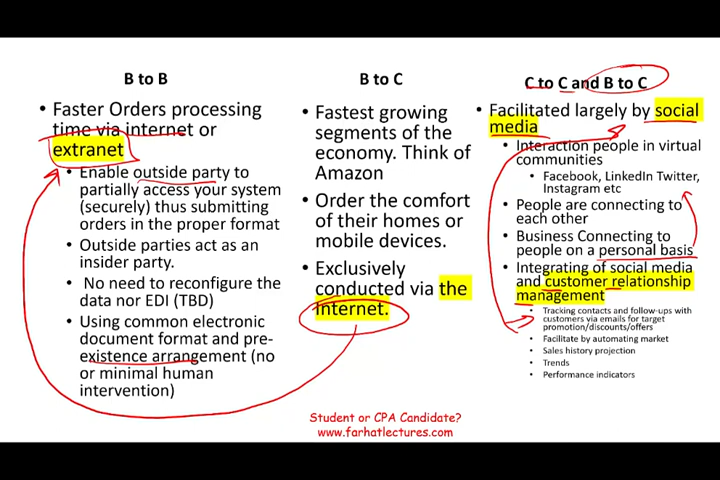 B to B
• Faster Orders processing
time via internet or
extranet
• Enable outside party to
partially access your system
(securely) thus submitting
orders in the proper format
• Outside parties act as an
insider party.
• No need to reconfigure the
data nor EDI (TBD)
• Using common electronic
document format and pre-
existence arrangement (no
or minimal human
intervention)
B to C
• Fastest growing
segments of the
economy. Think of
Amazon
• Order the comfort
of their homes or
mobile devices.
• Exclusively
conducted via the
Internet.
C to C and B to C
• Facilitated largely by social
media
• Interaction people in virtual
communities
• Facebook, LinkedIn Twitter,
Instagram etc
• People are connecting to
each other
• Business Connecting to
people on a personal basis
• Integrating of social media
and customer relationship
management
• Tracking contacts and follow-ups with
customers via emails for target
promotion/discounts/offers
• Facilitate by automating market
• Sales history projection
• Trends
• Performance indicators
Student or CPA Candidate?
www.farhatlectures.com